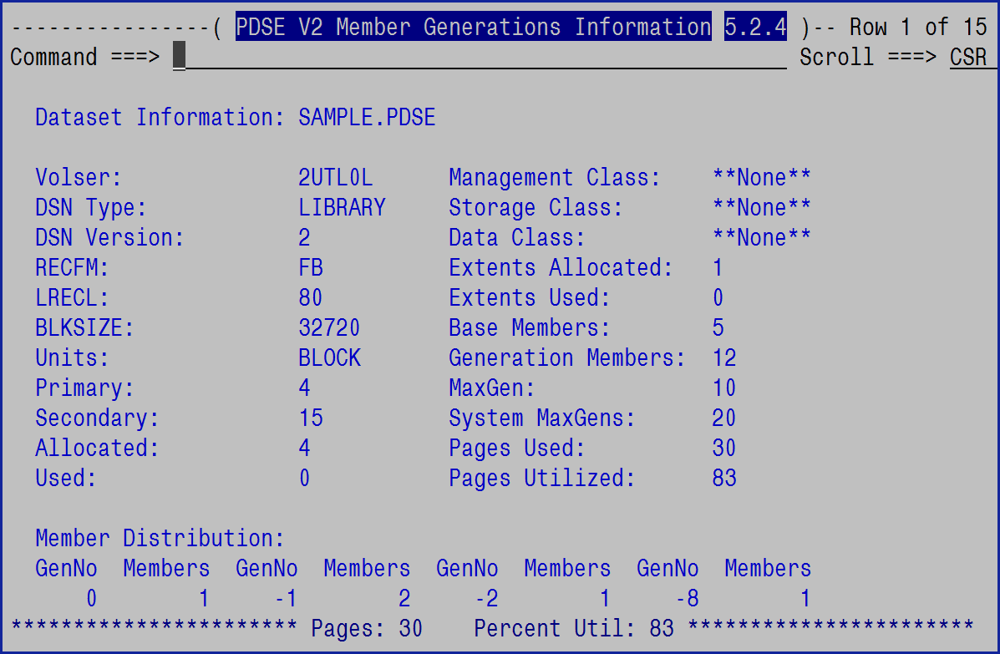 ----------------( PDSE V2 Member Generations Information 5.2.4 )-- Row 1 of 15
Command ===> Scroll ===> CSR
Dataset Information: SAMPLE.PDSE
Volser: 2UTL0L Management Class: **None**
DSN Type: LIBRARY Storage Class: **None**
DSN Version: 2 Data Class: **None**
RECFM: FB Extents Allocated: 1
LRECL: 80 Extents Used: 0
BLKSIZE: 32720 Base Members: 5
Units: BLOCK Generation Members: 12
Primary: 4 MaxGen: 10
Secondary: 15 System MaxGens: 20
Allocated: 4 Pages Used: 30
Used: 0 Pages Utilized: 83
Member Distribution:
GenNo Members GenNo Members GenNo Members GenNo Members
0 1 -1 2 -2 1 -8 1
*********************** Pages: 30 Percent Util: 83 ***********************